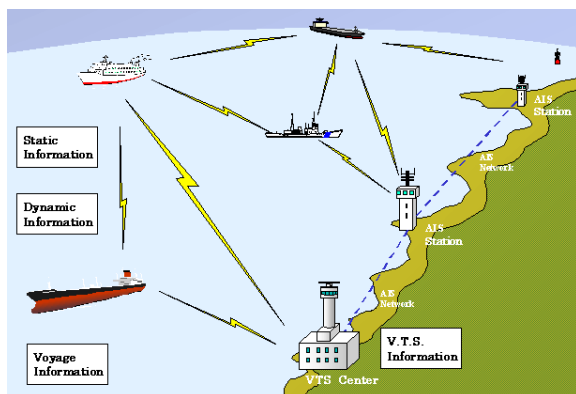 AIS
Station
Static
Information
AIS
Network
Dynamic
Information
AIS
Station
AIS
Network
Voyage
Information
V.T.S.
Information
VTS Center